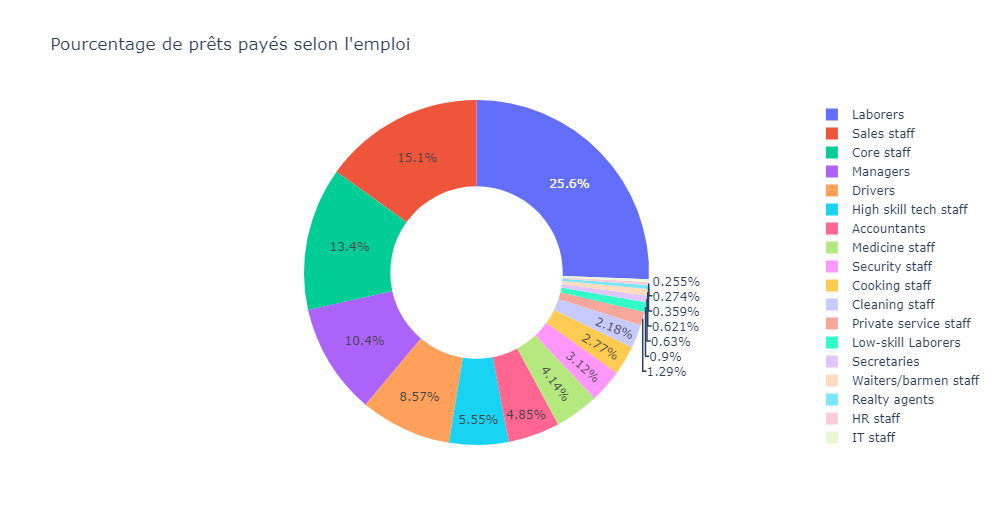 Pourcentage de prêts payés selon l'emploi
25.6%
15.1%
13.4%
10.4%
8.57%
5.55%
4.85%
4.14%
3.12%
2.77%
2.18%
0.255%
0.274%
0.359%
0.621%
0.63%
0.9%
1.29%
Laborers
Sales staff
Core staff
Managers
Drivers
High skill tech staff
Accountants
Medicine staff
Security staff
Cooking staff
Cleaning staff
Private service staff
Low-skill Laborers
Secretaries
Waiters/barmen staff
Realty agents
HR staff
IT staff